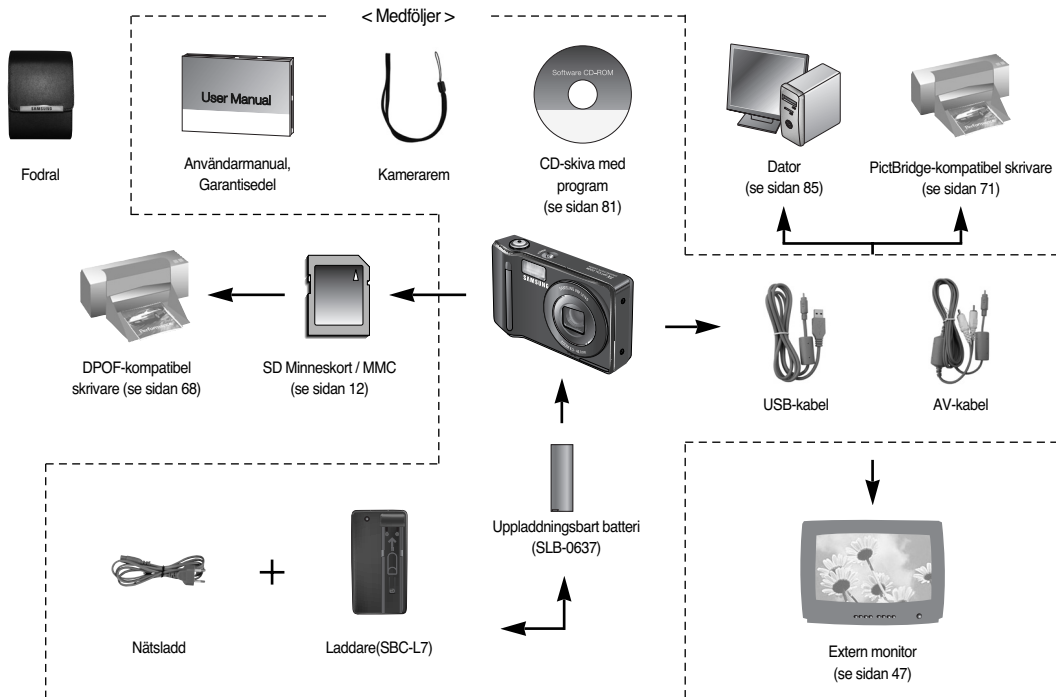 < Medföljer >
SAMSUNG
User Manual
Software CD-ROM
Fodral
Användarmanual,
Garantisedel
Kamerarem
CD-skiva med
program
(se sidan 81)
Dator
(se sidan 85)
PictBridge-kompatibel skrivare
(se sidan 71)
SAMSUNG
DPOF-kompatibel
skrivare (se sidan 68)
SD Minneskort / MMC
(se sidan 12)
USB-kabel
AV-kabel
Uppladdningsbart batteri
(SLB-0637)
Nätsladd
+
Laddare(SBC-L7)
Extern monitor
(se sidan 47)